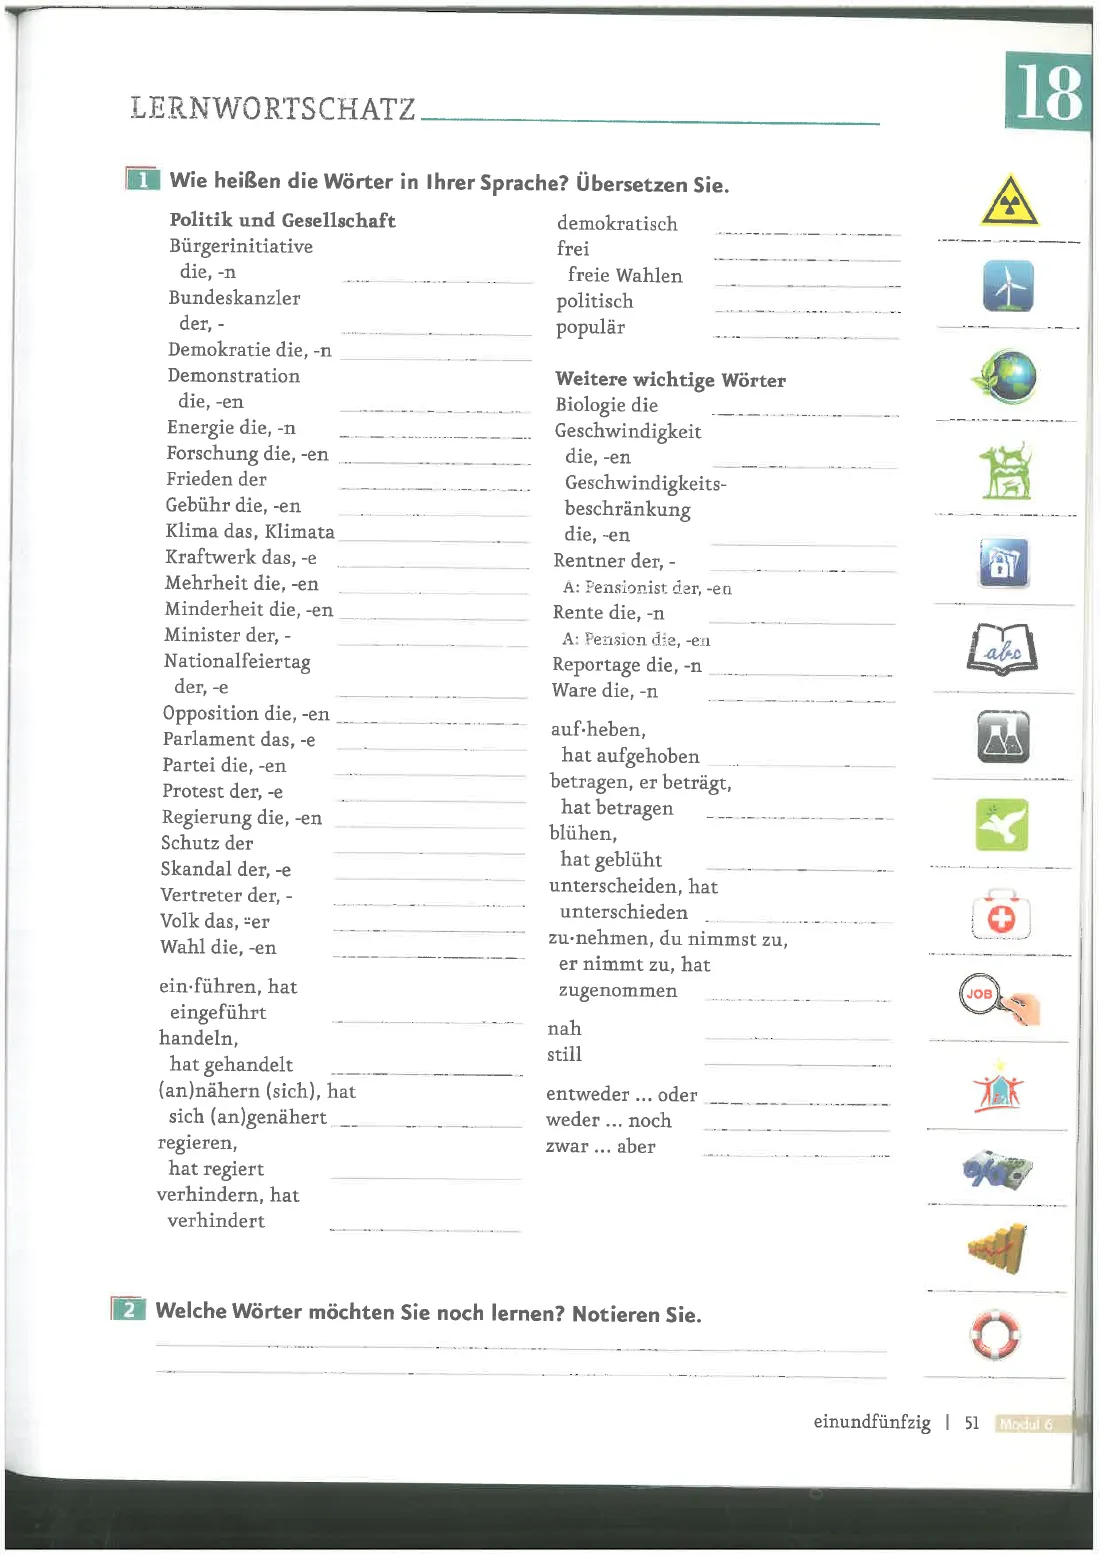 LERNWORTSCHATZ
18
1 Wie heißen die Wörter in Ihrer Sprache? Übersetzen Sie.
Politik und Gesellschaft
Bürgerinitiative
die, -n
Bundeskanzler
der, -
Demokratie die, -n
Demonstration
die, -en
Energie die, -n
Forschung die, -en
Frieden der
Gebühr die, -en
Klima das, Klimata
Kraftwerk das, -e
Mehrheit die, -en
Minderheit die, -en
Minister der, -
Nationalfeiertag
der, -e
Opposition die, -en
Parlament das, -e
Partei die, -en
Protest der, -e
Regierung die, -en
Schutz der
Skandal der, -e
Vertreter der, -
Volk das, ¨-er
Wahl die, -en
ein·führen, hat
eingeführt
handeln,
hat gehandelt
(an)nähern (sich), hat
sich (an)genähert
regieren,
hat regiert
verhindern, hat
verhindert
demokratisch
frei
freie Wahlen
politisch
populär
Weitere wichtige Wörter
Biologie die
Geschwindigkeit
die, -en
Geschwindigkeits-
beschränkung
die, -en
Rentner der, -
A: Pensionist der, -en
Rente die, -n
A: Pension die, -en
Reportage die, -n
Ware die, -n
auf·heben,
hat aufgehoben
betragen, er beträgt,
hat betragen
blühen,
hat geblüht
unterscheiden, hat
unterschieden
zu·nehmen, du nimmst zu,
er nimmt zu, hat
zugenommen
nah
still
entweder ... oder
weder ... noch
zwar ... aber
abc
JOB
%
2 Welche Wörter möchten Sie noch lernen? Notieren Sie.
einundfünfzig | 51 Modul 6